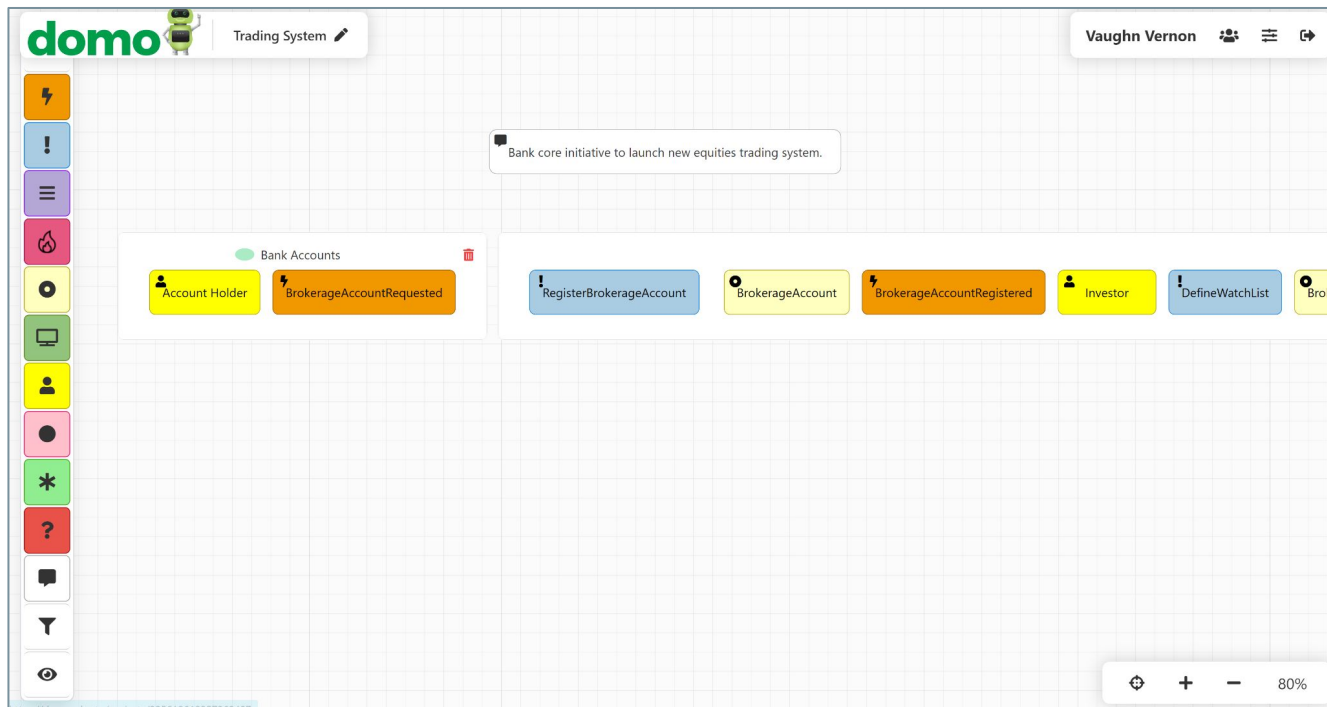 domo
Trading System
Vaughn Vernon
Bank core initiative to launch new equities trading system.
Bank Accounts
Account Holder
BrokerageAccountRequested
RegisterBrokerageAccount
BrokerageAccount
BrokerageAccountRegistered
Investor
DefineWatchList
Bro
80%